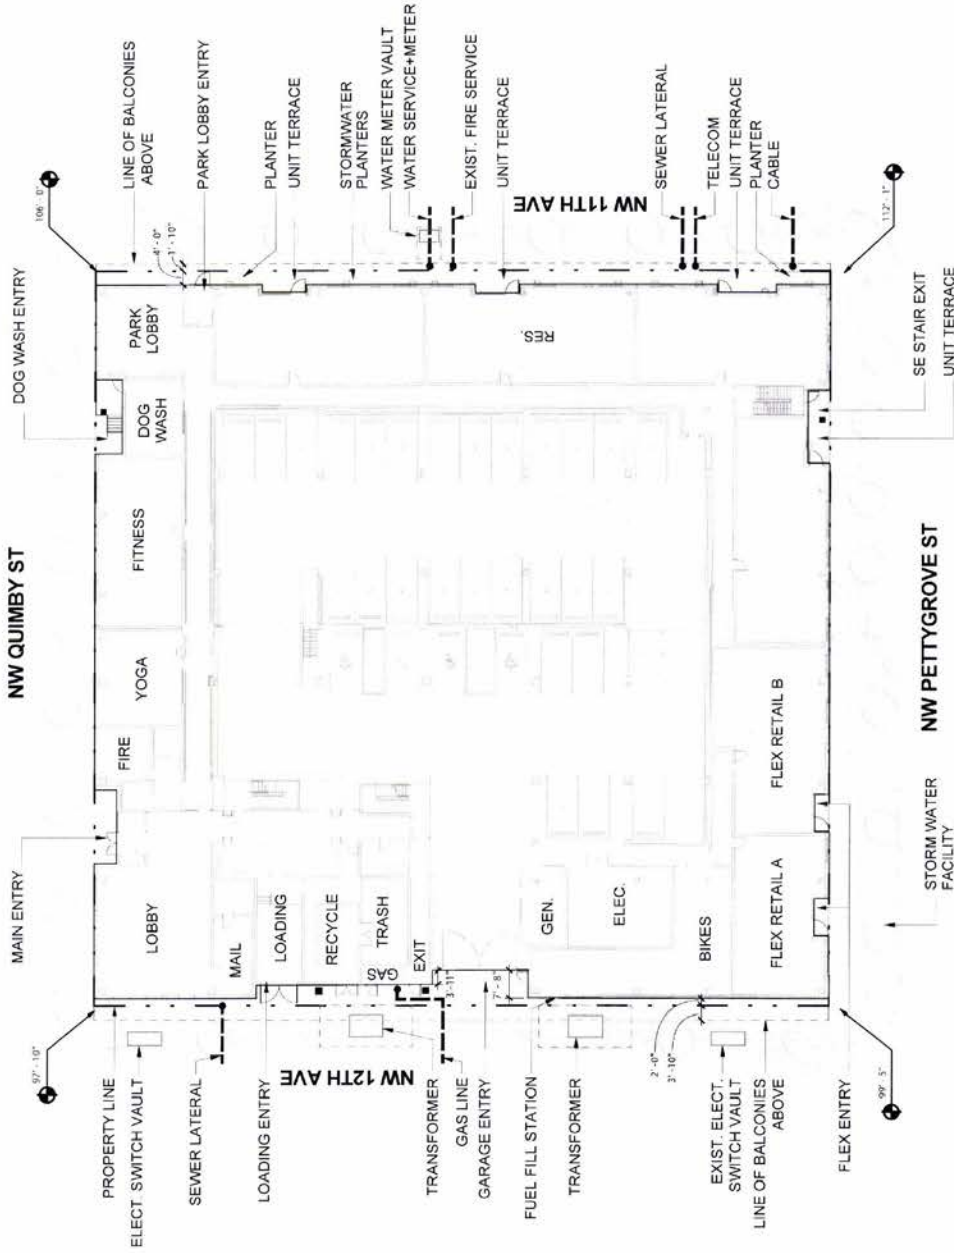 NW QUIMBY ST
DOG WASH ENTRY
MAIN ENTRY
106' - 0"
LINE OF BALCONIES
ABOVE
PARK LOBBY ENTRY
4' - 0"
1' - 10"
PLANTER
UNIT TERRACE
STORMWATER
PLANTERS
WATER METER VAULT
WATER SERVICE+METER
EXIST. FIRE SERVICE
UNIT TERRACE
NW 11TH AVE
SEWER LATERAL
TELECOM
UNIT TERRACE
PLANTER
CABLE
112' - 1"
PARK
LOBBY
DOG
WASH
FITNESS
YOGA
FIRE
LOBBY
MAIL
LOADING
RECYCLE
TRASH
GAS
EXIT
RES.
GEN.
ELEC.
BIKES
FLEX RETAIL A
FLEX RETAIL B
3' - 11"
7' - 8"
97' - 10"
PROPERTY LINE
ELECT. SWITCH VAULT
SEWER LATERAL
LOADING ENTRY
NW 12TH AVE
TRANSFORMER
GAS LINE
GARAGE ENTRY
FUEL FILL STATION
TRANSFORMER
2' - 0"
3' - 10"
EXIST. ELECT.
SWITCH VAULT
LINE OF BALCONIES
ABOVE
99' - 5"
FLEX ENTRY
STORM WATER
FACILITY
NW PETTYGROVE ST
SE STAIR EXIT
UNIT TERRACE